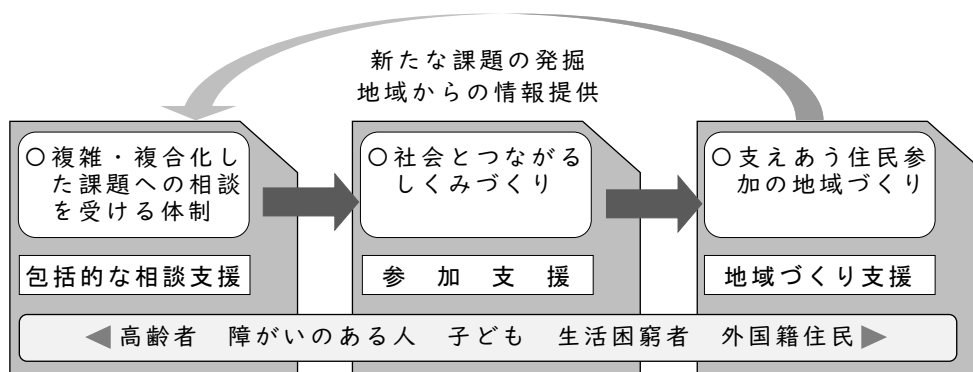 新たな課題の発掘
地域からの情報提供
〇複雑・複合化し
た課題への相談
を受ける体制
〇社会とつながる
しくみづくり
〇支えあう住民参
加の地域づくり
包括的な相談支援
参加支援
地域づくり支援
高齢者 障がいのある人 子ども 生活困窮者 外国籍住民